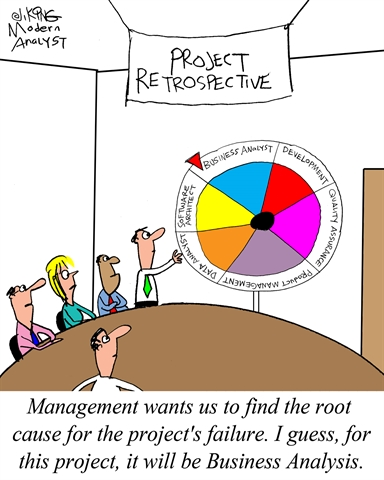 JiKING
Modern
Analyst
PROJECT
RETROSPECTIVE
BUSINESS ANALYST
DEVELOPMENT
QUALITY ASSURANCE
PRODUCT MANAGEMENT
DATA ANALYST
SOFTWARE
ARCHITECT
Management wants us to find the root
cause for the project's failure. I guess, for
this project, it will be Business Analysis.